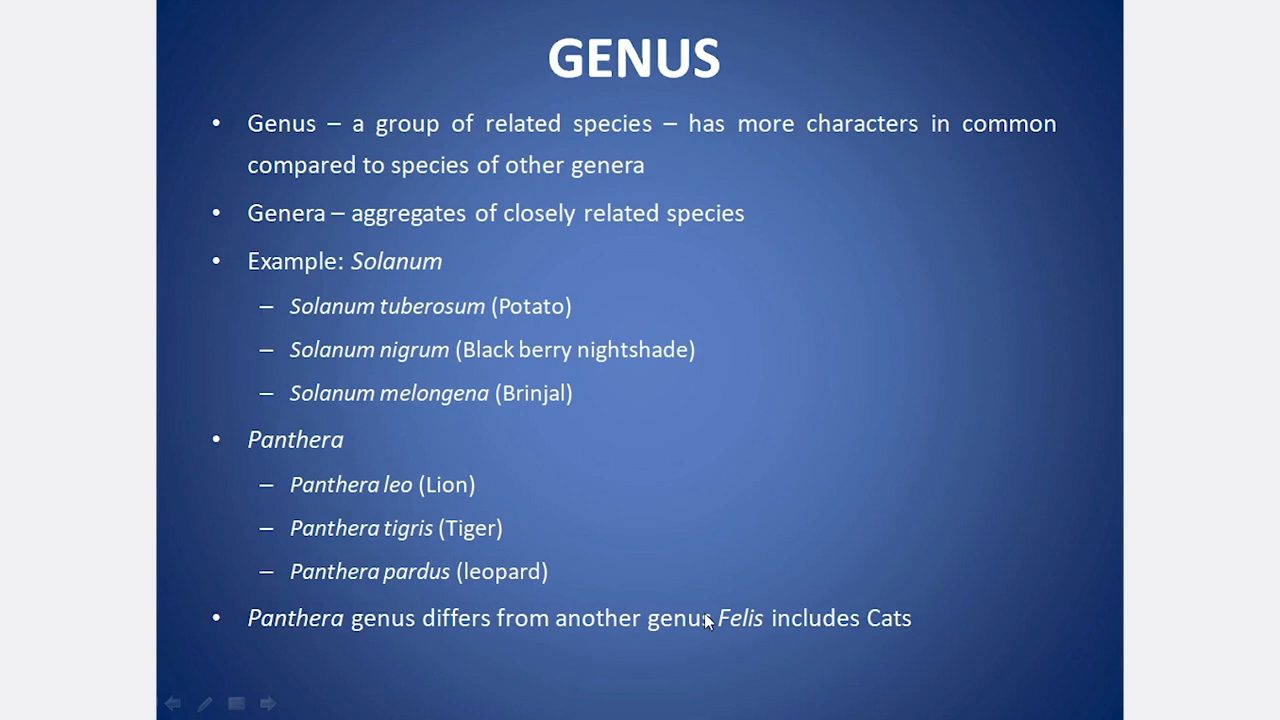 GENUS
• Genus – a group of related species – has more characters in common
compared to species of other genera
• Genera – aggregates of closely related species
• Example: Solanum
– Solanum tuberosum (Potato)
– Solanum nigrum (Black berry nightshade)
– Solanum melongena (Brinjal)
• Panthera
– Panthera leo (Lion)
– Panthera tigris (Tiger)
– Panthera pardus (leopard)
• Panthera genus differs from another genus Felis includes Cats